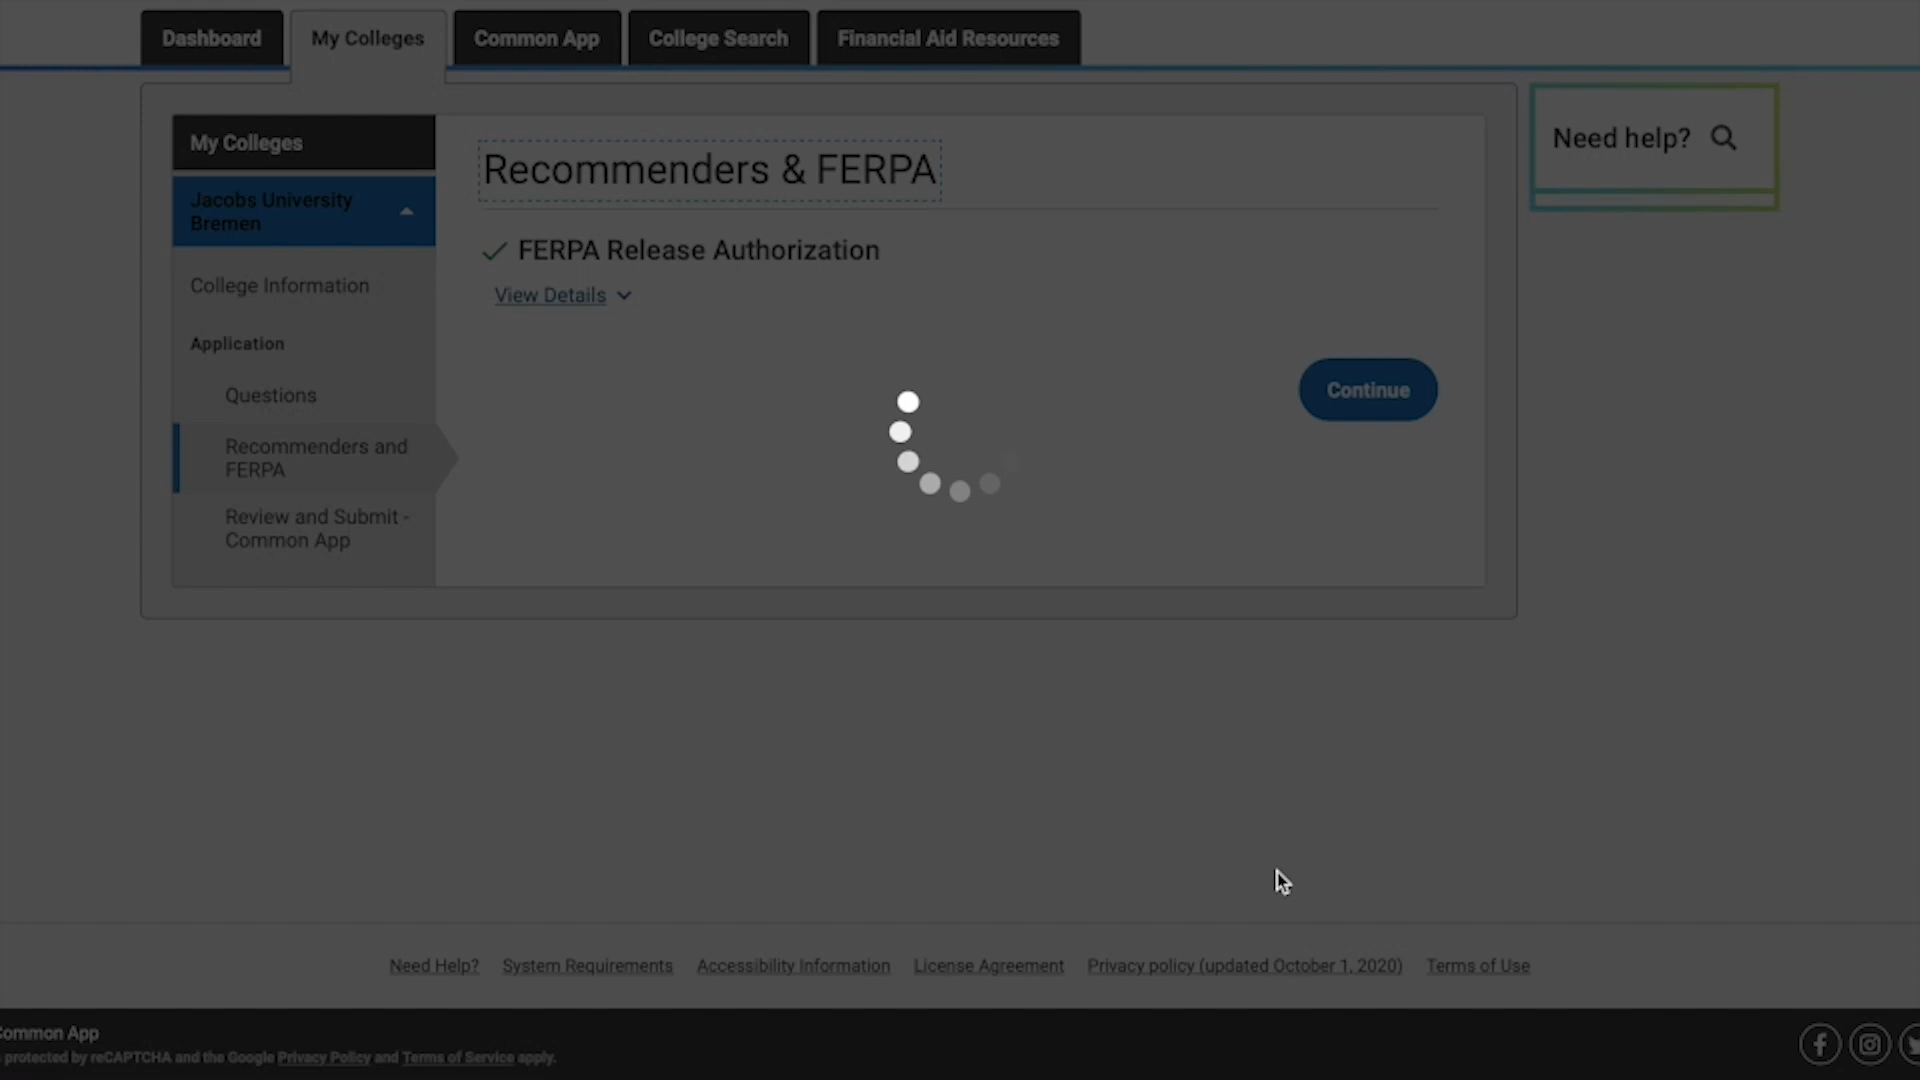 Dashboard
My Colleges
Common App
College Search
Financial Aid Resources
My Colleges
Jacobs University
Bremen
College Information
Application
Questions
Recommenders and
FERPA
Review and Submit -
Common App
Recommenders & FERPA
FERPA Release Authorization
View Details
Continue
Need help?
Need Help?
System Requirements
Accessibility Information
License Agreement
Privacy policy (updated October 1, 2020)
Terms of Use
Common App
protected by reCAPTCHA and the Google Privacy Policy and Terms of Service apply.